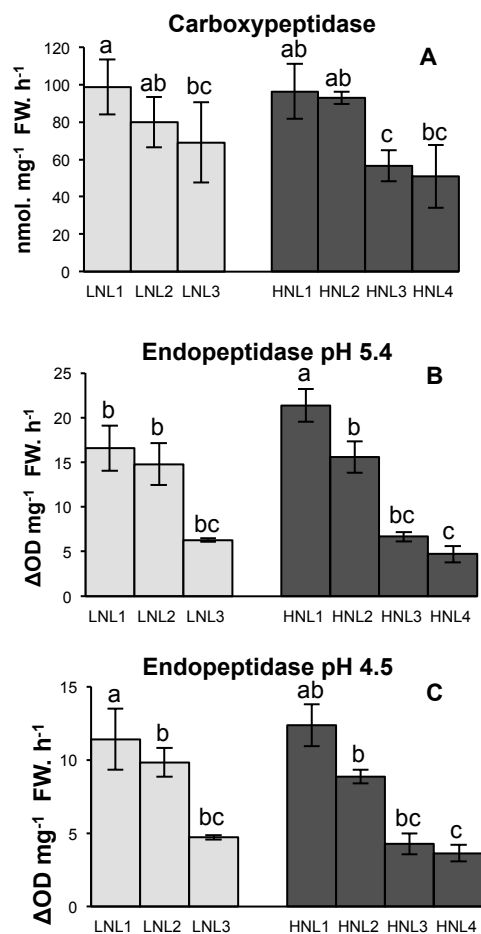 Carboxypeptidase
A
nmol. mg⁻¹ FW. h⁻¹
120
100
80
60
40
20
0
a
ab
bc
ab
ab
c
bc
LNL1 LNL2 LNL3 HNL1 HNL2 HNL3 HNL4
Endopeptidase pH 5.4
B
ΔOD mg⁻¹ FW. h⁻¹
25
20
15
10
5
0
b
b
bc
a
b
bc
c
LNL1 LNL2 LNL3 HNL1 HNL2 HNL3 HNL4
Endopeptidase pH 4.5
C
ΔOD mg⁻¹ FW. h⁻¹
15
10
5
0
a
b
bc
ab
b
bc
c
LNL1 LNL2 LNL3 HNL1 HNL2 HNL3 HNL4